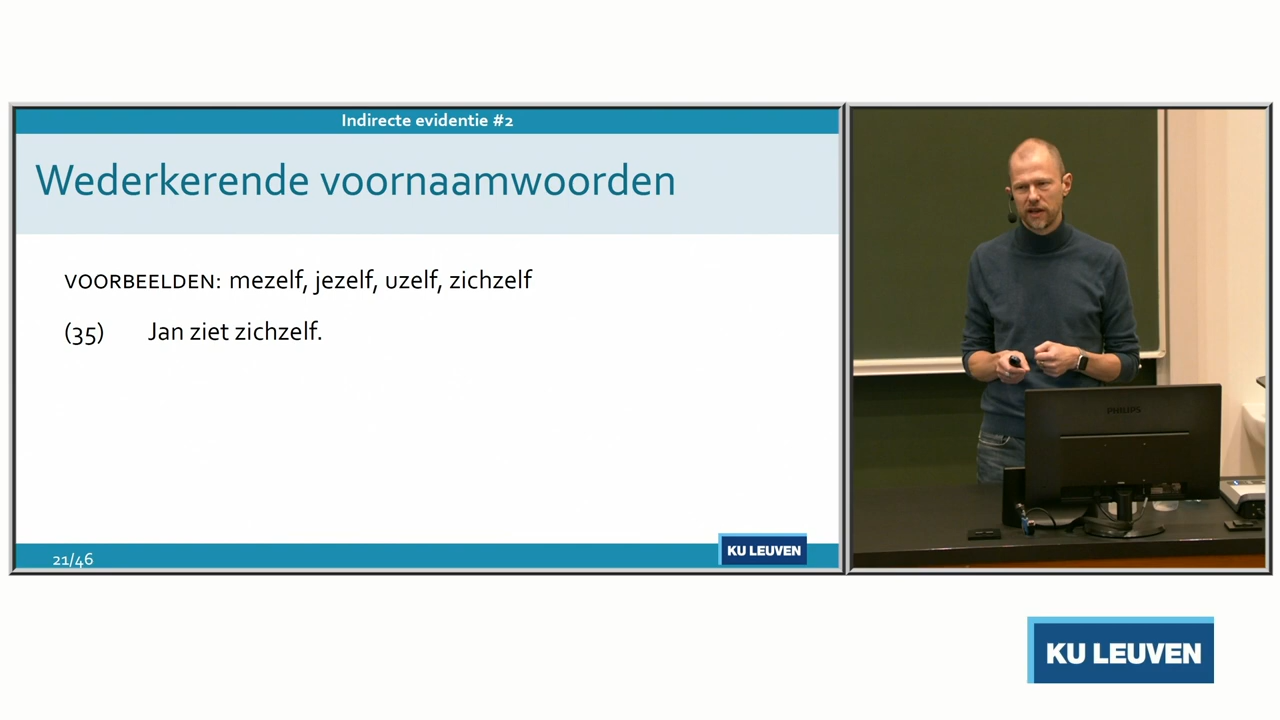 Indirecte evidentie #2
Wederkerende voornaamwoorden
VOORBEELDEN: mezelf, jezelf, uzelf, zichzelf
(35) Jan ziet zichzelf.
21/46
KU LEUVEN
PHILIPS
KU LEUVEN